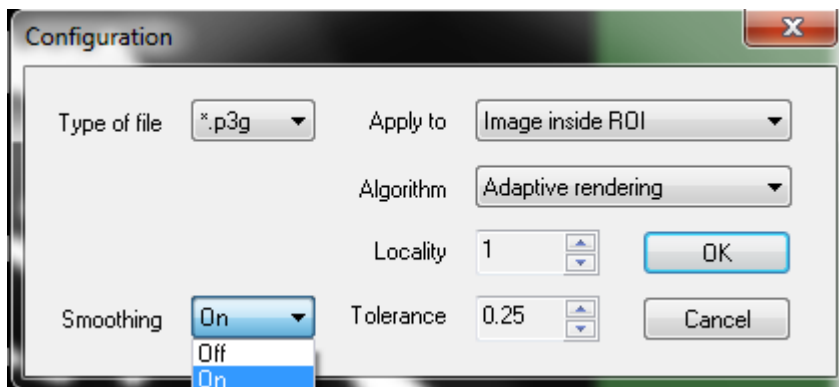 Configuration
Type of file *.p3g Apply to Image inside ROI
Algorithm Adaptive rendering
Locality 1 OK
Smoothing On Tolerance 0.25 Cancel
Off
On